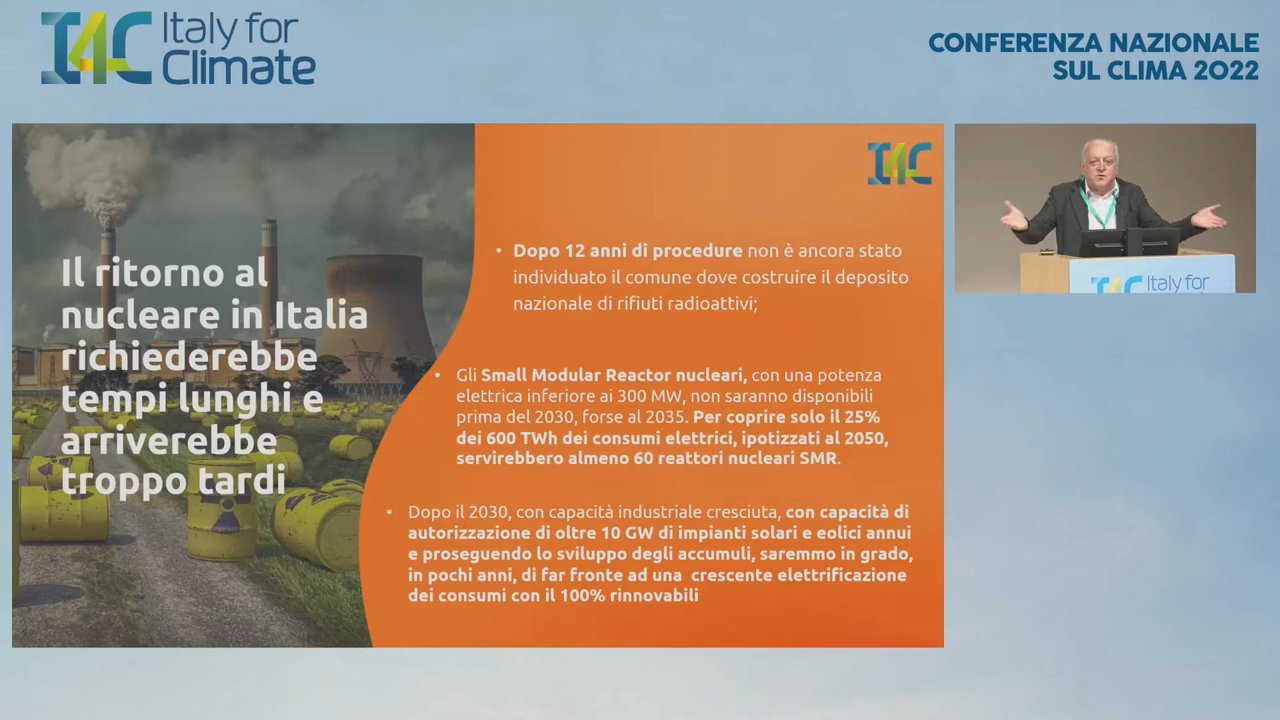 I4C Italy for
Climate
CONFERENZA NAZIONALE
SUL CLIMA 2022
Il ritorno al
nucleare in Italia
richiederebbe
tempi lunghi e
arriverebbe
troppo tardi
I4C
• Dopo 12 anni di procedure non è ancora stato
individuato il comune dove costruire il deposito
nazionale di rifiuti radioattivi;
• Gli Small Modular Reactor nucleari, con una potenza
elettrica inferiore ai 300 MW, non saranno disponibili
prima del 2030, forse al 2035. Per coprire solo il 25%
dei 600 TWh dei consumi elettrici, ipotizzati al 2050,
servirebbero almeno 60 reattori nucleari SMR.
• Dopo il 2030, con capacità industriale cresciuta, con capacità di
autorizzazione di oltre 10 GW di impianti solari e eolici annui
e proseguendo lo sviluppo degli accumuli, saremmo in grado,
in pochi anni, di far fronte ad una crescente elettrificazione
dei consumi con il 100% rinnovabili
I4C Italy for